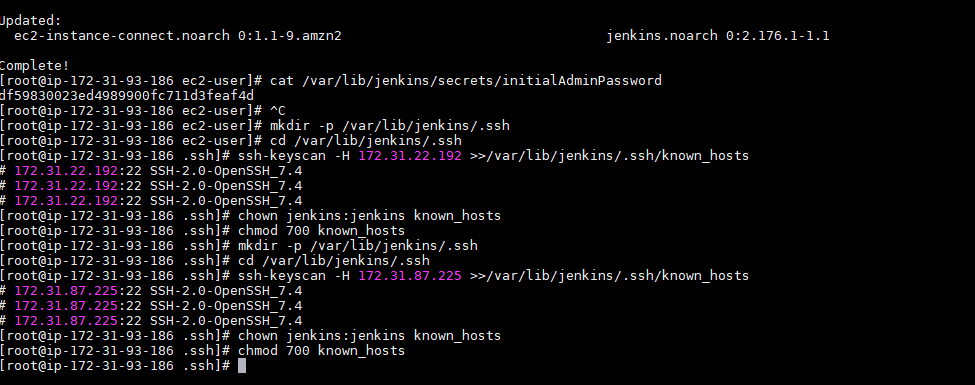 Updated:
ec2-instance-connect.noarch 0:1.1-9.amzn2 jenkins.noarch 0:2.176.1-1.1
Complete!
[root@ip-172-31-93-186 ec2-user]# cat /var/lib/jenkins/secrets/initialAdminPassword
df59830023ed4989900fc711d3feaf4d
[root@ip-172-31-93-186 ec2-user]# ^C
[root@ip-172-31-93-186 ec2-user]# mkdir -p /var/lib/jenkins/.ssh
[root@ip-172-31-93-186 ec2-user]# cd /var/lib/jenkins/.ssh
[root@ip-172-31-93-186 .ssh]# ssh-keyscan -H 172.31.22.192 >>/var/lib/jenkins/.ssh/known_hosts
# 172.31.22.192:22 SSH-2.0-OpenSSH_7.4
# 172.31.22.192:22 SSH-2.0-OpenSSH_7.4
# 172.31.22.192:22 SSH-2.0-OpenSSH_7.4
[root@ip-172-31-93-186 .ssh]# chown jenkins:jenkins known_hosts
[root@ip-172-31-93-186 .ssh]# chmod 700 known_hosts
[root@ip-172-31-93-186 .ssh]# mkdir -p /var/lib/jenkins/.ssh
[root@ip-172-31-93-186 .ssh]# cd /var/lib/jenkins/.ssh
[root@ip-172-31-93-186 .ssh]# ssh-keyscan -H 172.31.87.225 >>/var/lib/jenkins/.ssh/known_hosts
# 172.31.87.225:22 SSH-2.0-OpenSSH_7.4
# 172.31.87.225:22 SSH-2.0-OpenSSH_7.4
# 172.31.87.225:22 SSH-2.0-OpenSSH_7.4
[root@ip-172-31-93-186 .ssh]# chown jenkins:jenkins known_hosts
[root@ip-172-31-93-186 .ssh]# chmod 700 known_hosts
[root@ip-172-31-93-186 .ssh]#